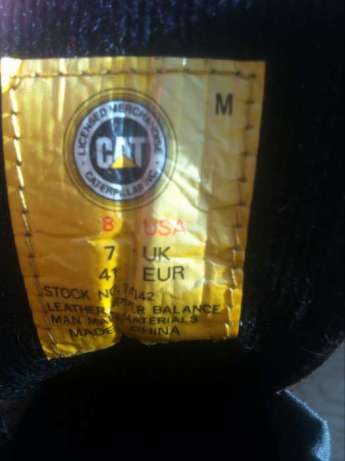 M
LICENSED MERCHANDISE
CAT
CATERPILLAR INC.
8 USA
7 UK
41 EUR
STOCK NO.
LEATHER UPPER BALANCE
MAN MADE MATERIALS
MADE CHINA